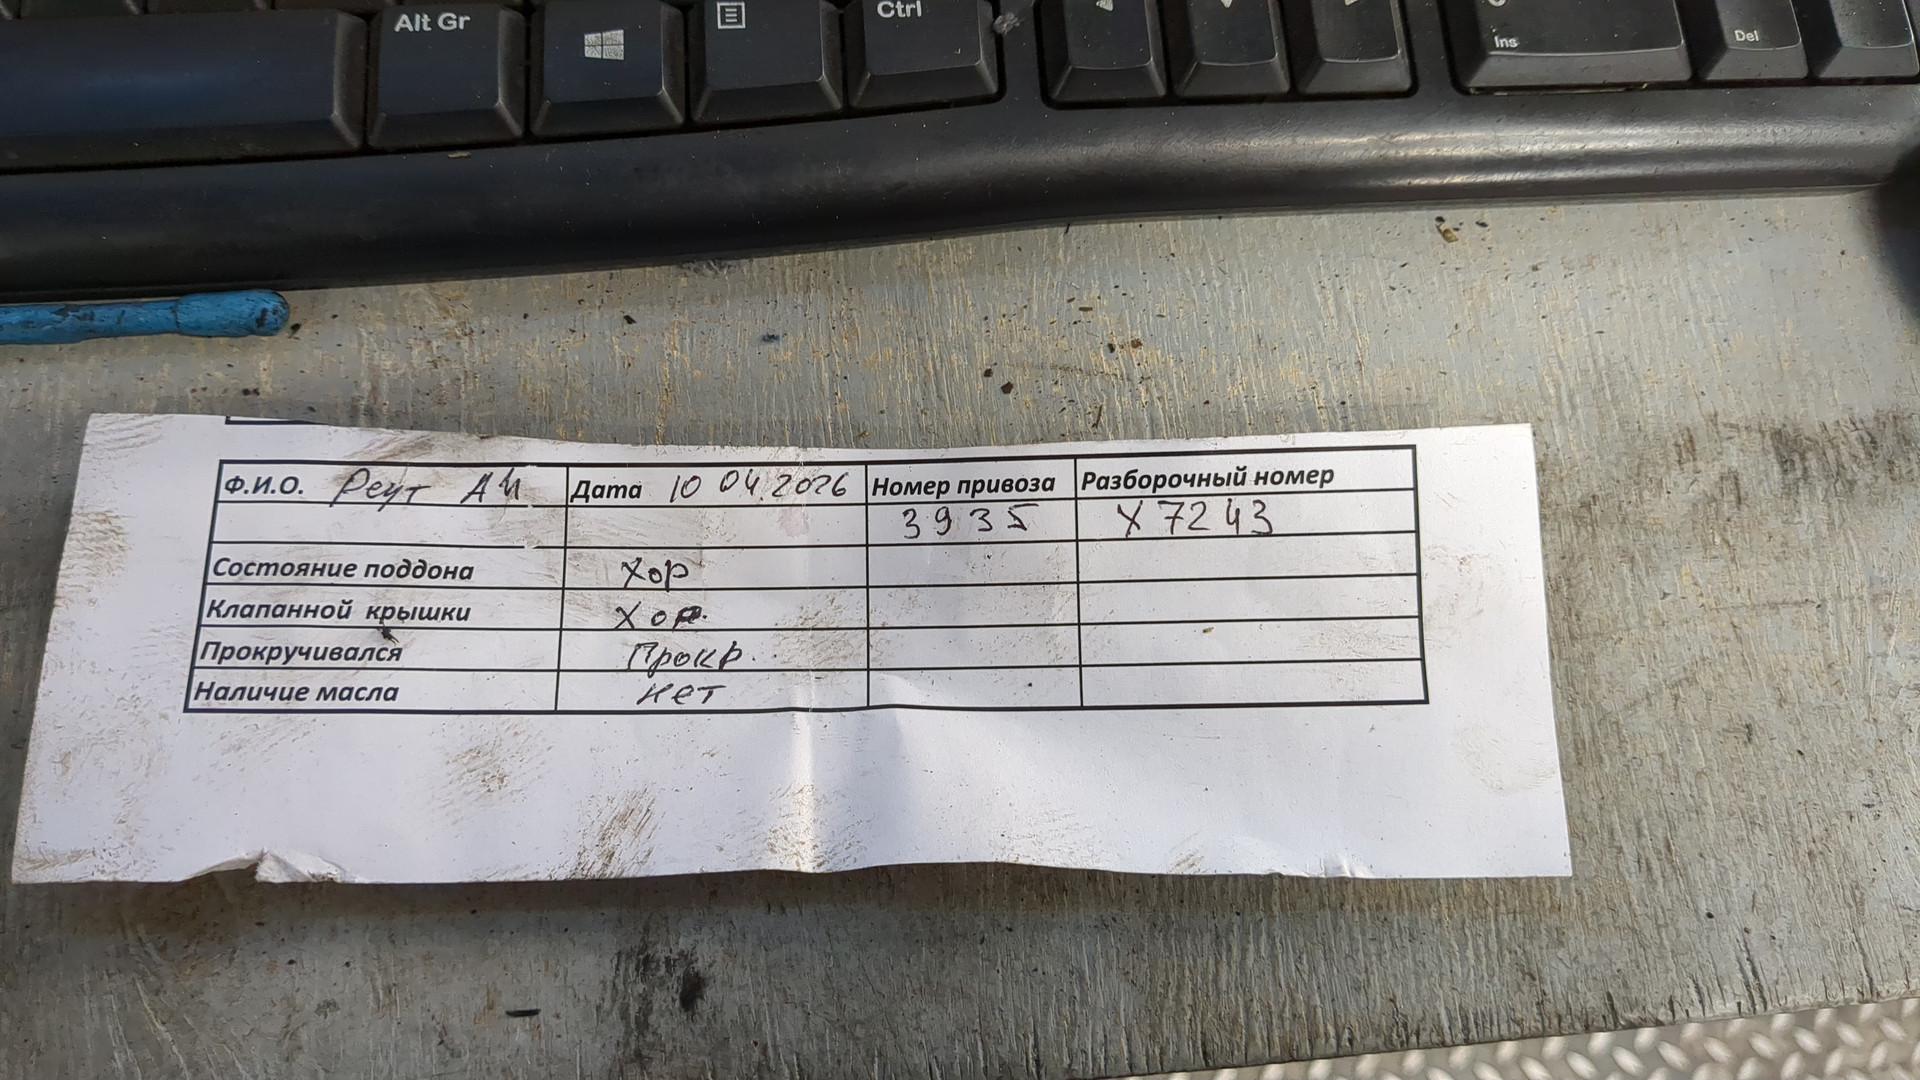 Alt Gr
Ctrl
Ins
Del
Ф.И.О. Реут АИ Дата 10 04.2026 Номер привоза Разборочный номер
3935 X7243
Состояние поддона Хор
Клапанной крышки Хор.
Прокручивался Прокр.
Наличие масла нет